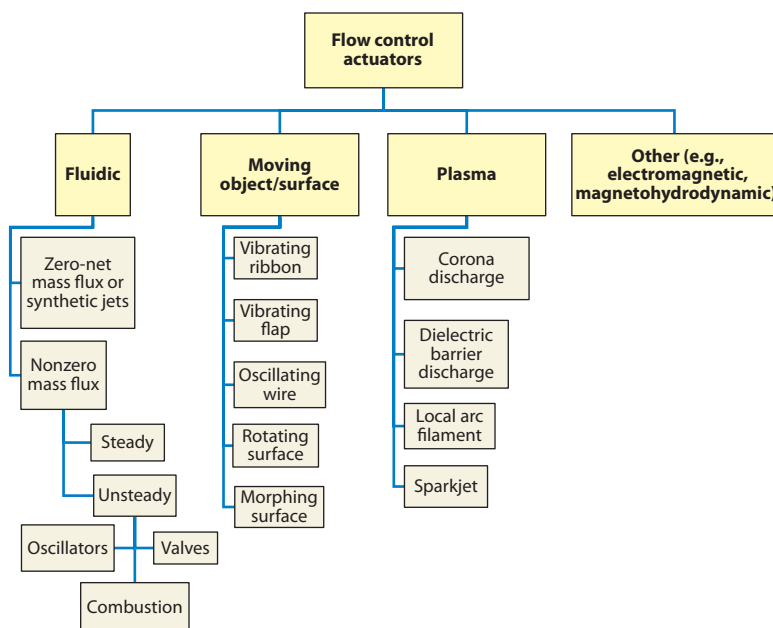 Flow control
actuators
Fluidic
Moving
object/surface
Plasma
Other (e.g.,
electromagnetic,
magnetohydrodynamic)
Zero-net
mass flux or
synthetic jets
Nonzero
mass flux
Steady
Unsteady
Oscillators
Valves
Combustion
Vibrating
ribbon
Vibrating
flap
Oscillating
wire
Rotating
surface
Morphing
surface
Corona
discharge
Dielectric
barrier
discharge
Local arc
filament
Sparkjet